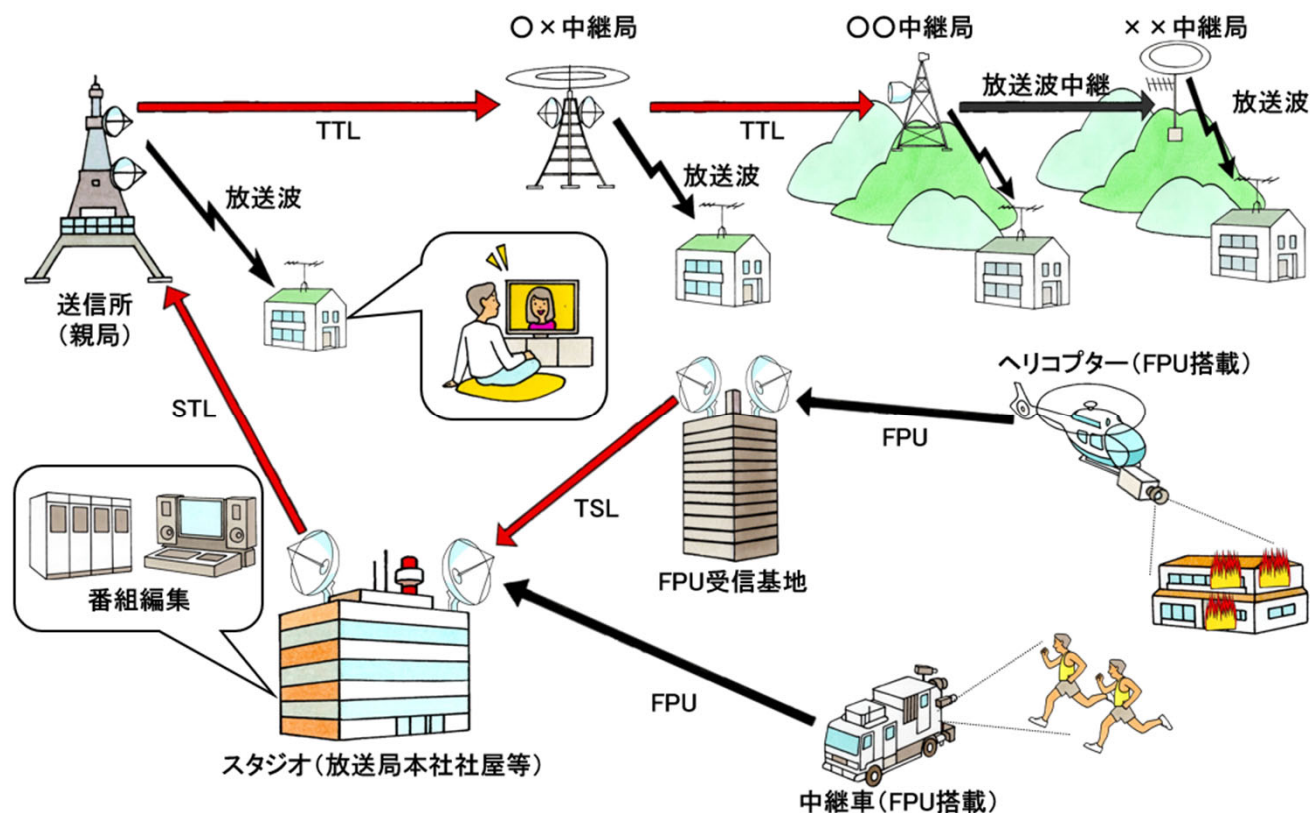 〇×中継局
〇〇中継局
××中継局
TTL
TTL
放送波中継
放送波
放送波
放送波
送信所
(親局)
STL
ヘリコプター(FPU搭載)
FPU
TSL
FPU受信基地
番組編集
FPU
スタジオ(放送局本社社屋等)
中継車(FPU搭載)